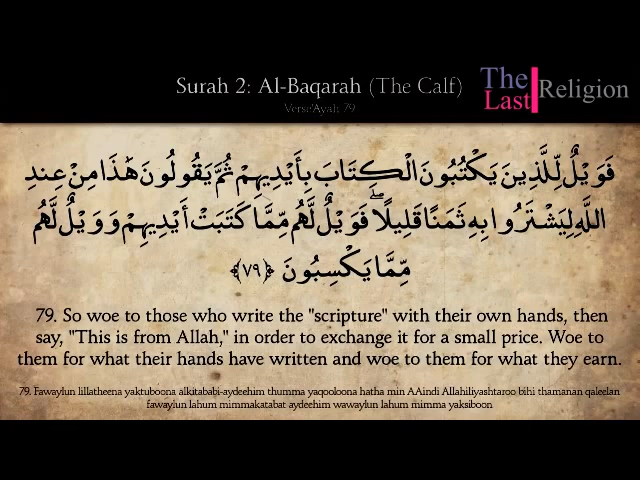 Surah 2: Al-Baqarah (The Calf)
Verse'Ayah 79
The
Last
Religion
فَوَيْلٌ لِّلَّذِينَ يَكْتُبُونَ الْكِتَابَ بِأَيْدِيهِمْ ثُمَّ يَقُولُونَ هَٰذَا مِنْ عِندِ
اللَّهِ لِيَشْتَرُوا بِهِ ثَمَنًا قَلِيلًا ۖ فَوَيْلٌ لَّهُم مِّمَّا كَتَبَتْ أَيْدِيهِمْ وَوَيْلٌ لَّهُم
مِّمَّا يَكْسِبُونَ ﴿٧٩﴾
79. So woe to those who write the "scripture" with their own hands, then
say, "This is from Allah," in order to exchange it for a small price. Woe to
them for what their hands have written and woe to them for what they earn.
79. Fawaylun lillatheena yaktuboona alkitababi-aydeehim thumma yaqooloona hatha min AAindi Allahiliyashtaroo bihi thamanan qaleelan
fawaylun lahum mimmakatabat aydeehim wawaylun lahum mimma yaksiboon